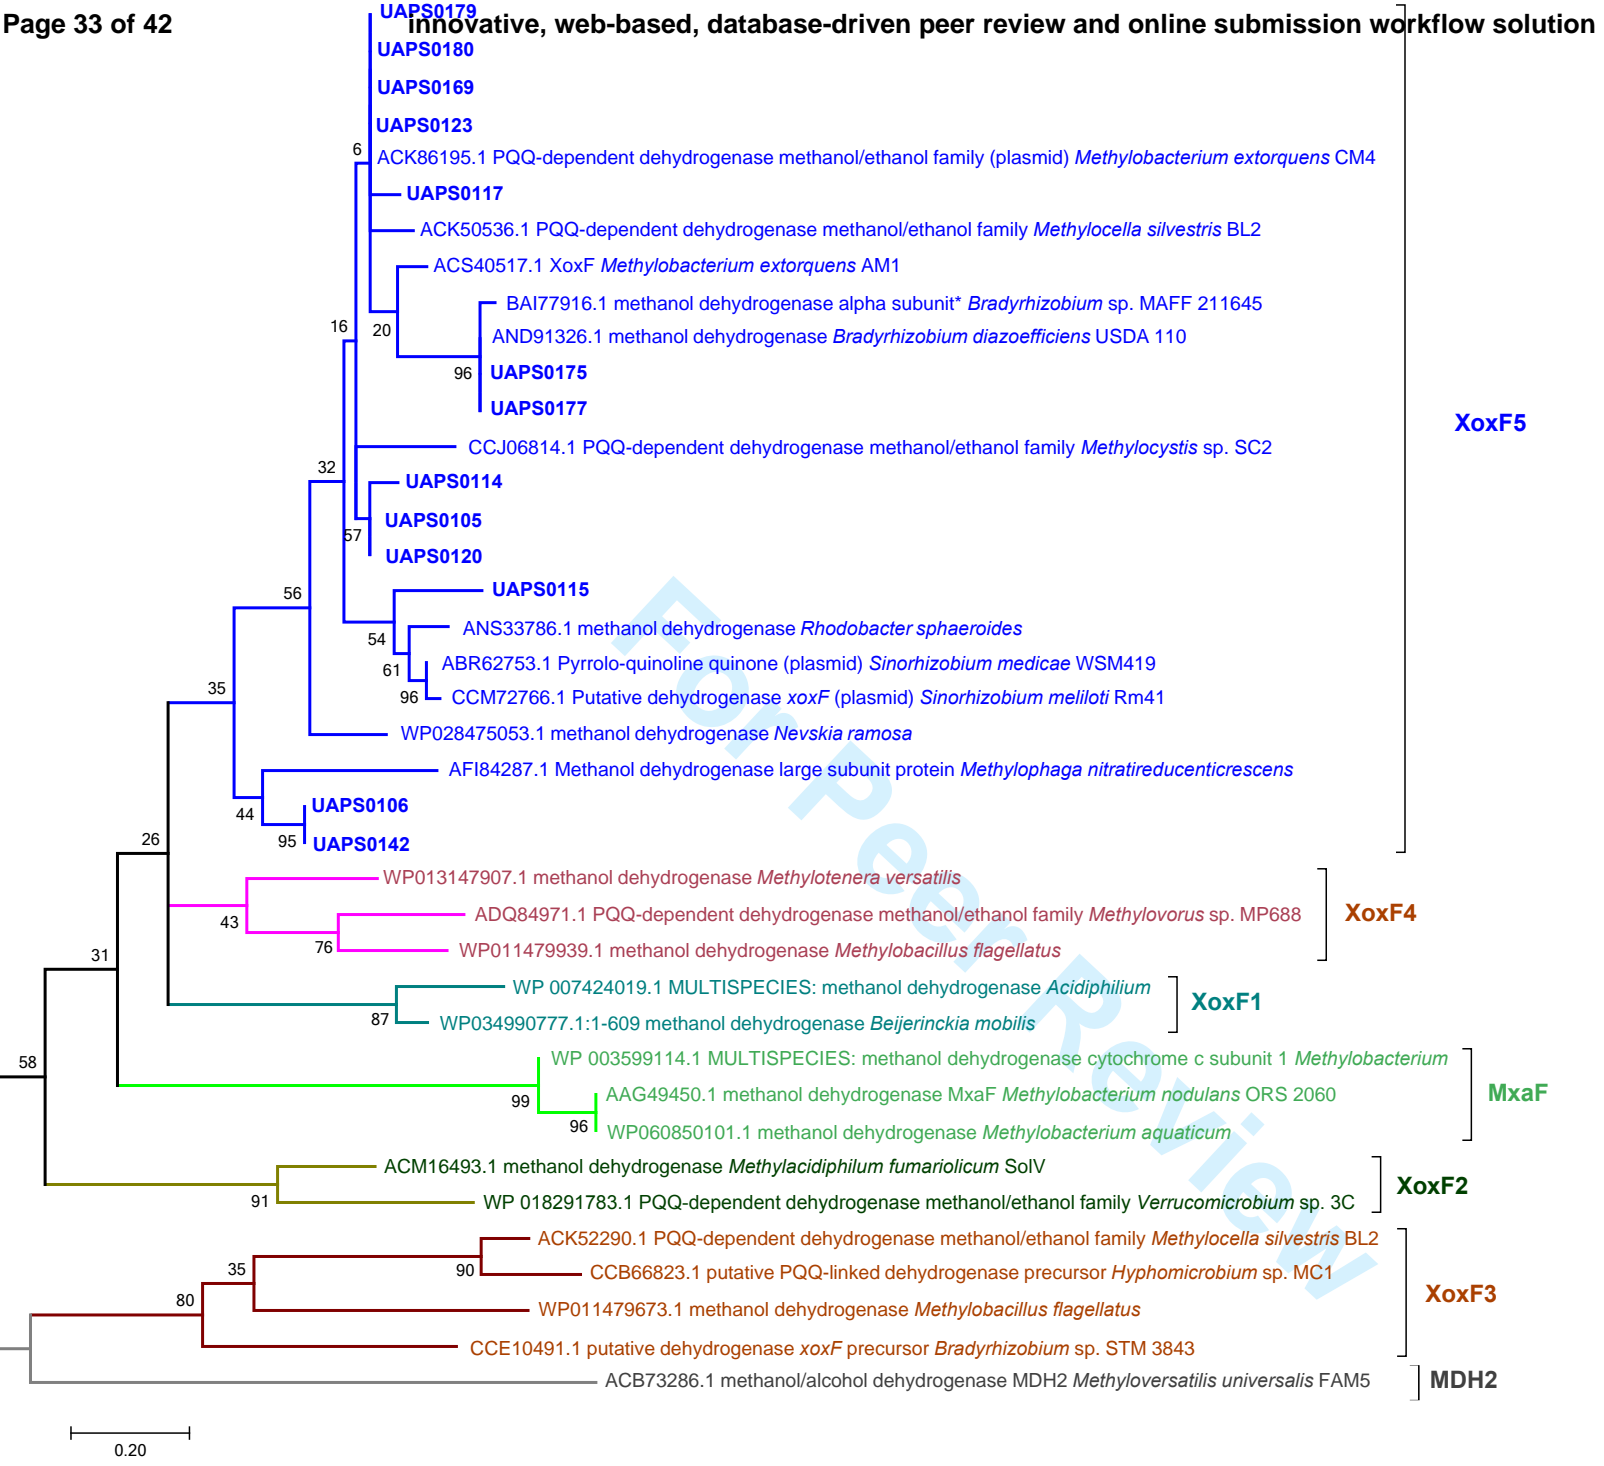 Page 33 of 42
innovative, web-based, database-driven peer review and online submission workflow solution
UAPS0179
UAPS0180
UAPS0169
UAPS0123
6
ACK86195.1 PQQ-dependent dehydrogenase methanol/ethanol family (plasmid) Methylobacterium extorquens CM4
UAPS0117
ACK50536.1 PQQ-dependent dehydrogenase methanol/ethanol family Methylocella silvestris BL2
ACS40517.1 XoxF Methylobacterium extorquens AM1
BAI77916.1 methanol dehydrogenase alpha subunit* Bradyrhizobium sp. MAFF 211645
16
20
AND91326.1 methanol dehydrogenase Bradyrhizobium diazoefficiens USDA 110
96
UAPS0175
UAPS0177
XoxF5
CCJ06814.1 PQQ-dependent dehydrogenase methanol/ethanol family Methylocystis sp. SC2
32
UAPS0114
UAPS0105
57
UAPS0120
56
UAPS0115
54
ANS33786.1 methanol dehydrogenase Rhodobacter sphaeroides
61
ABR62753.1 Pyrrolo-quinoline quinone (plasmid) Sinorhizobium medicae WSM419
35
96
CCM72766.1 Putative dehydrogenase xoxF (plasmid) Sinorhizobium meliloti Rm41
WP028475053.1 methanol dehydrogenase Nevskia ramosa
AFI84287.1 Methanol dehydrogenase large subunit protein Methylophaga nitratireducenticrescens
44
UAPS0106
26
95
UAPS0142
WP013147907.1 methanol dehydrogenase Methylotenera versatilis
43
ADQ84971.1 PQQ-dependent dehydrogenase methanol/ethanol family Methylovorus sp. MP688
XoxF4
76
WP011479939.1 methanol dehydrogenase Methylobacillus flagellatus
31
WP 007424019.1 MULTISPECIES: methanol dehydrogenase Acidiphilium
XoxF1
87
WP034990777.1:1-609 methanol dehydrogenase Beijerinckia mobilis
58
WP 003599114.1 MULTISPECIES: methanol dehydrogenase cytochrome c subunit 1 Methylobacterium
99
AAG49450.1 methanol dehydrogenase MxaF Methylobacterium nodulans ORS 2060
MxaF
96
WP060850101.1 methanol dehydrogenase Methylobacterium aquaticum
ACM16493.1 methanol dehydrogenase Methylacidiphilum fumariolicum SolV
XoxF2
91
WP 018291783.1 PQQ-dependent dehydrogenase methanol/ethanol family Verrucomicrobium sp. 3C
ACK52290.1 PQQ-dependent dehydrogenase methanol/ethanol family Methylocella silvestris BL2
35
90
CCB66823.1 putative PQQ-linked dehydrogenase precursor Hyphomicrobium sp. MC1
XoxF3
80
WP011479673.1 methanol dehydrogenase Methylobacillus flagellatus
CCE10491.1 putative dehydrogenase xoxF precursor Bradyrhizobium sp. STM 3843
ACB73286.1 methanol/alcohol dehydrogenase MDH2 Methyloversatilis universalis FAM5
MDH2
0.20
For Peer Review